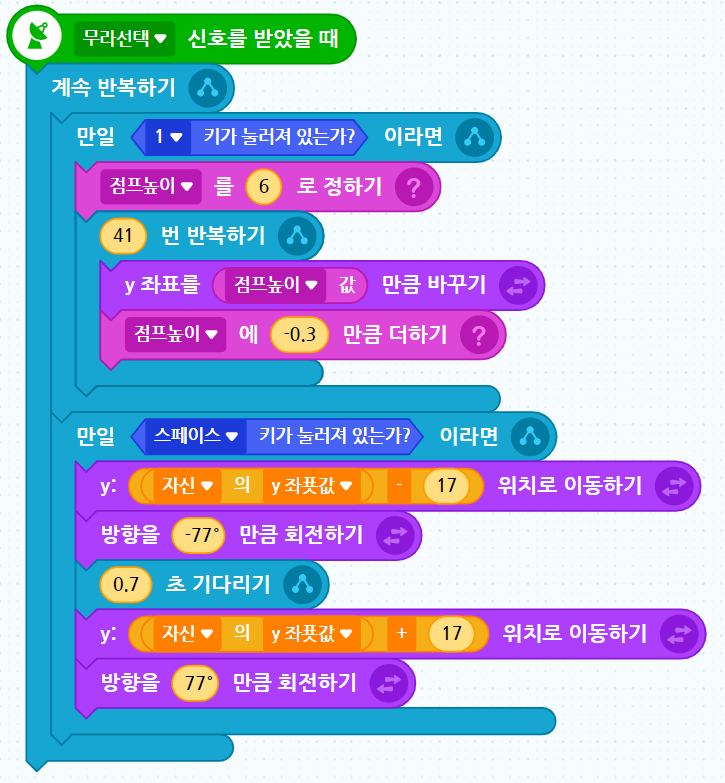 무라선택 신호를 받았을 때
계속 반복하기
만일 1 키가 눌러져 있는가? 이라면
점프높이 를 6 로 정하기 ?
41 번 반복하기
y 좌표를 점프높이 값 만큼 바꾸기
점프높이 에 -0.3 만큼 더하기 ?
만일 스페이스 키가 눌러져 있는가? 이라면
y: 자신 의 y 좌푯값 - 17 위치로 이동하기
방향을 -77° 만큼 회전하기
0.7 초 기다리기
y: 자신 의 y 좌푯값 + 17 위치로 이동하기
방향을 77° 만큼 회전하기